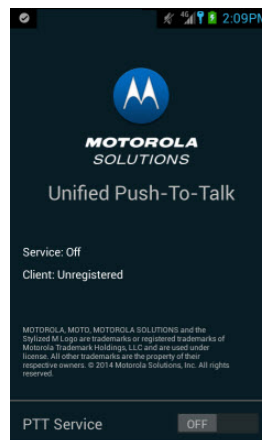 4G 2:09PM
MOTOROLA
SOLUTIONS
Unified Push-To-Talk
Service: Off
Client: Unregistered
MOTOROLA, MOTO, MOTOROLA SOLUTIONS and the
Stylized M Logo are trademarks or registered trademarks of
Motorola Trademark Holdings, LLC and are used under
license. All other trademarks are the property of their
respective owners. © 2014 Motorola Solutions, Inc. All rights
reserved.
PTT Service OFF